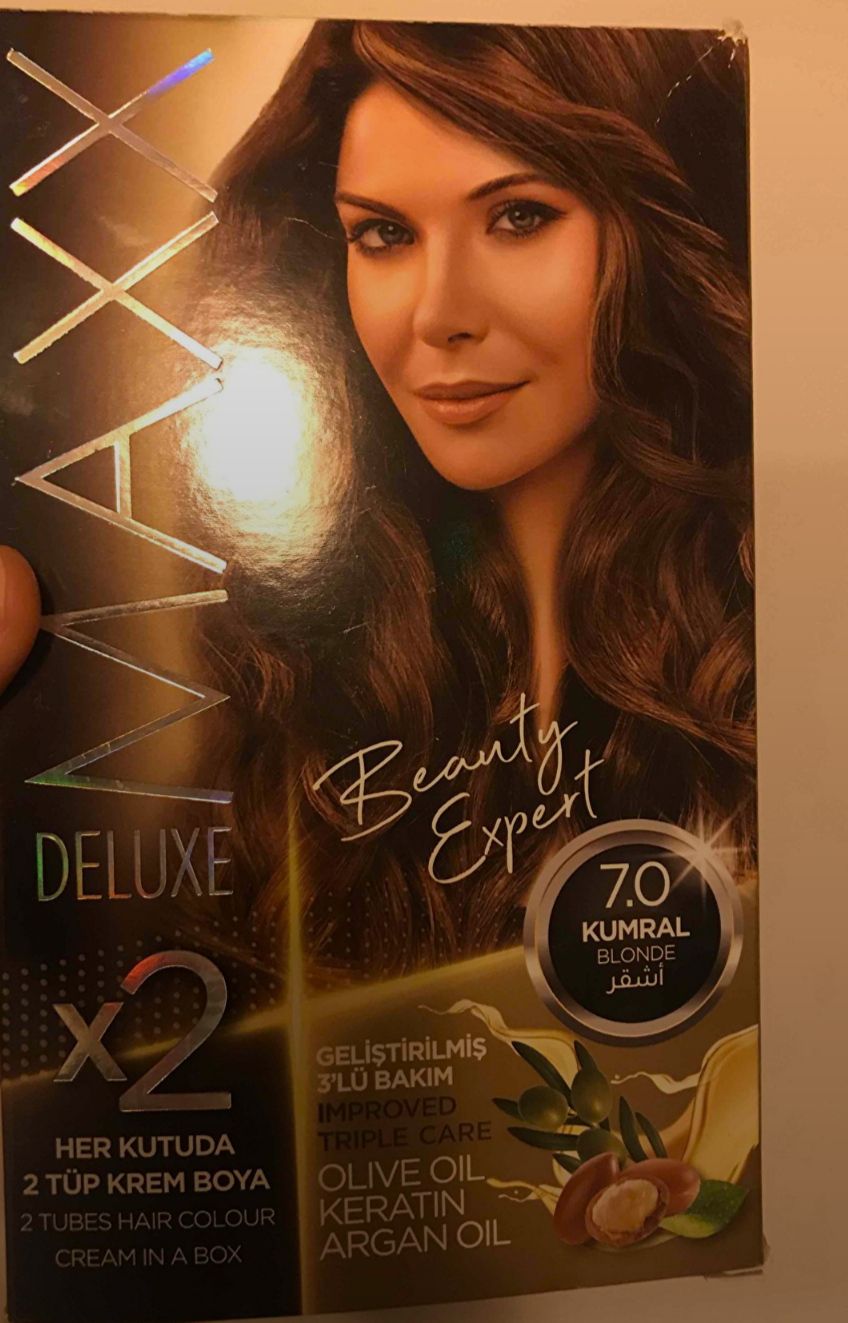 MAXX
DELUXE
x2
HER KUTUDA
2 TÜP KREM BOYA
2 TUBES HAIR COLOUR
CREAM IN A BOX
Beauty
Expert
7.0
KUMRAL
BLONDE
أشقر
GELİŞTİRİLMİŞ
3'LÜ BAKIM
IMPROVED
TRIPLE CARE
OLIVE OIL
KERATIN
ARGAN OIL